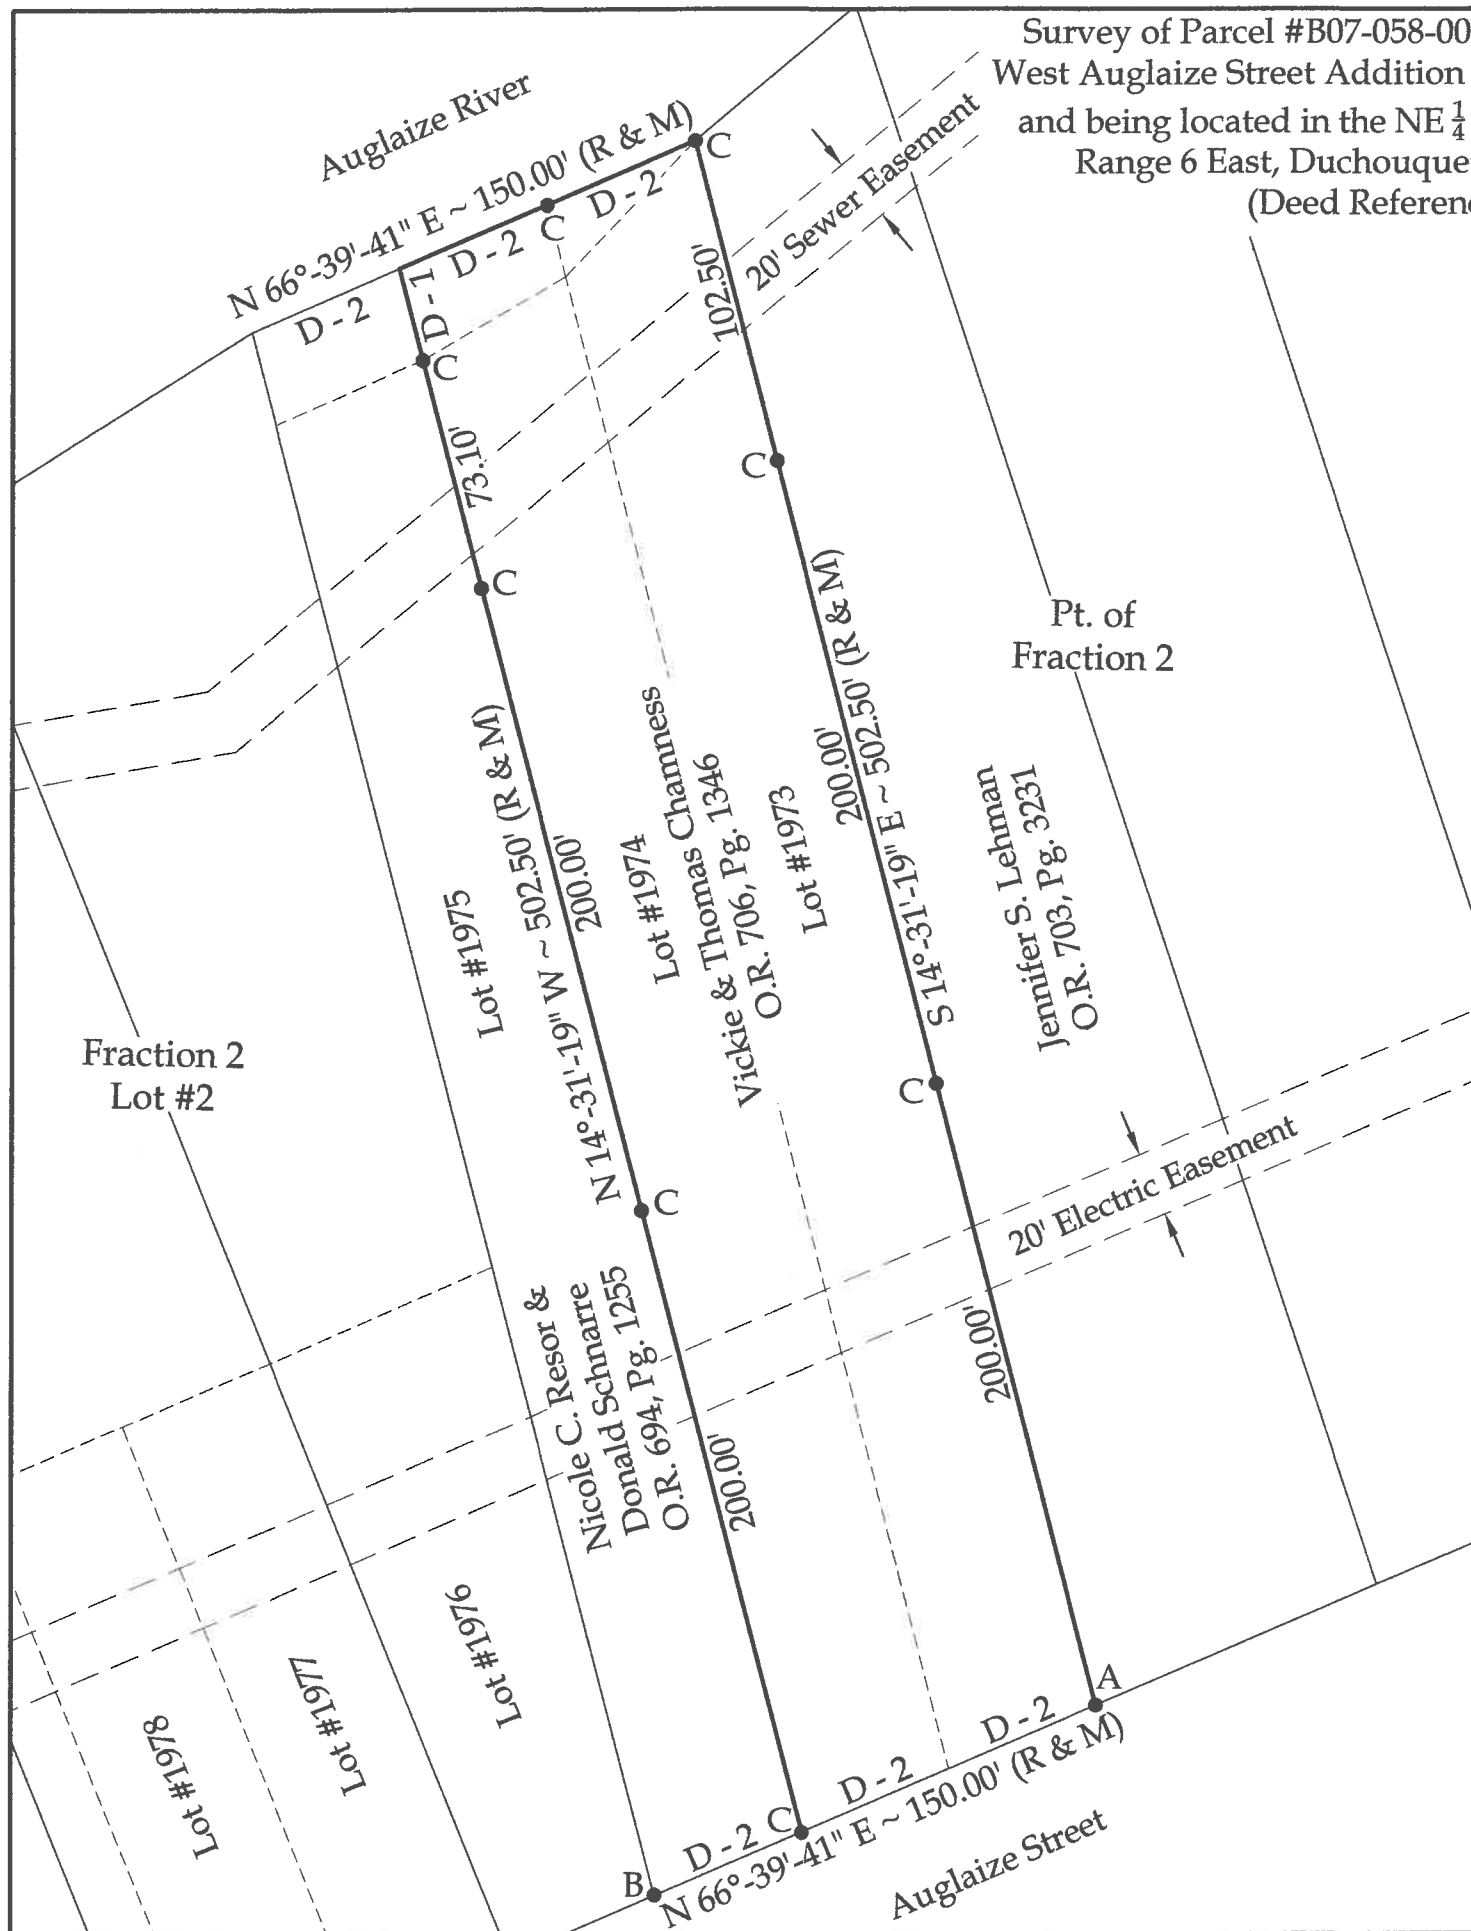 Survey of Parcel #B07-058-00
West Auglaize Street Addition
and being located in the NE 1/4
Range 6 East, Duchouque
(Deed Referen
Auglaize River
N 66°-39'-41" E ~ 150.00' (R & M)
C
D - 2
C
D - 2
D - 2
D - 1
C
20' Sewer Easement
102.50'
73.10'
C
C
Pt. of
Fraction 2
N 14°-31'-19" W ~ 502.50' (R & M)
200.00'
S 14°-31'-19" E ~ 502.50' (R & M)
200.00'
Lot #1975
Lot #1974
Vickie & Thomas Chamness
O.R. 706, Pg. 1346
Lot #1973
Jennifer S. Lehman
O.R. 703, Pg. 3231
Fraction 2
Lot #2
C
C
20' Electric Easement
Nicole C. Resor &
Donald Schnarre
O.R. 694, Pg. 1255
200.00'
200.00'
Lot #1976
Lot #1977
Lot #1978
A
D - 2
D - 2
D - 2
C
B
N 66°-39'-41" E ~ 150.00' (R & M)
Auglaize Street